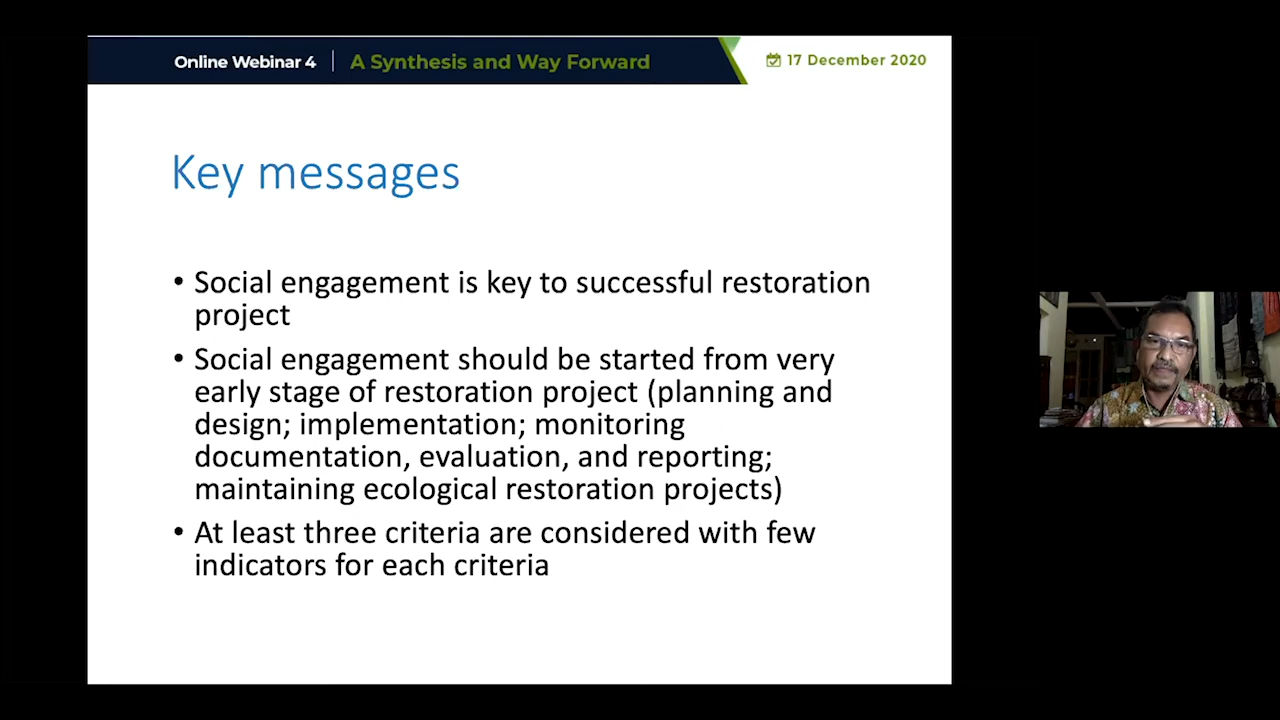 Online Webinar 4 | A Synthesis and Way Forward
17 December 2020
Key messages
• Social engagement is key to successful restoration
project
• Social engagement should be started from very
early stage of restoration project (planning and
design; implementation; monitoring
documentation, evaluation, and reporting;
maintaining ecological restoration projects)
• At least three criteria are considered with few
indicators for each criteria